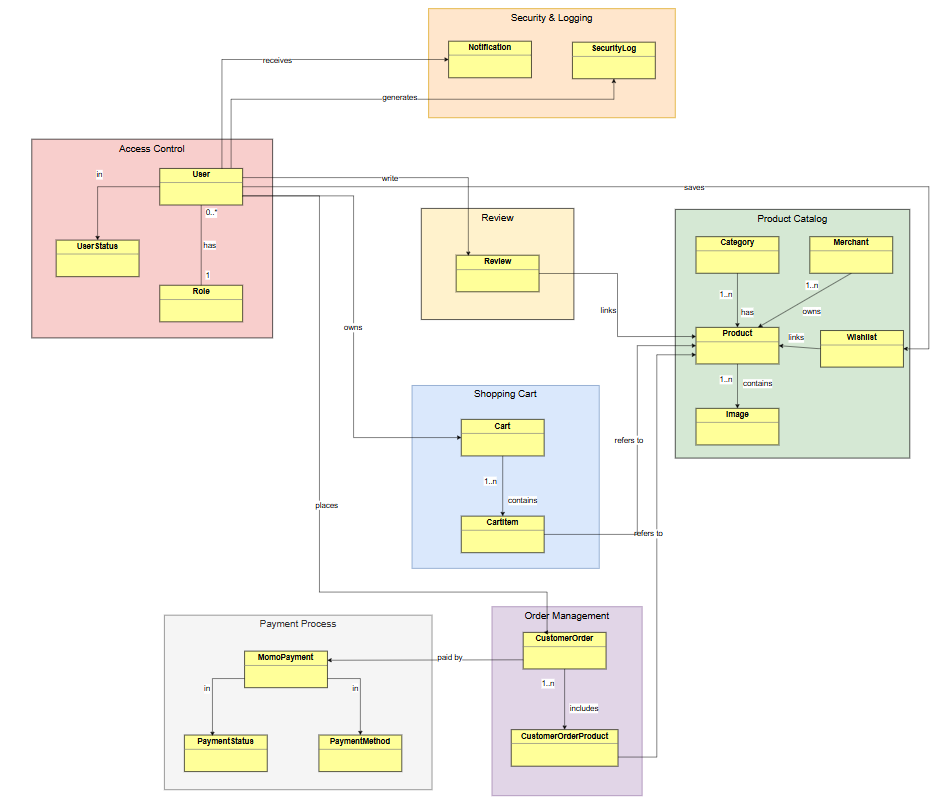 Security & Logging
Notification
SecurityLog
receives
generates
Access Control
User
in
write
saves
0..*
UserStatus
has
1
Role
Review
Review
links
Product Catalog
Category
Merchant
1..n
1..n
has
owns
Product
links
Wishlist
1..n
contains
Image
owns
Shopping Cart
Cart
1..n
contains
CartItem
refers to
refers to
places
Order Management
CustomerOrder
paid by
1..n
includes
CustomerOrderProduct
Payment Process
MomoPayment
in
in
PaymentStatus
PaymentMethod